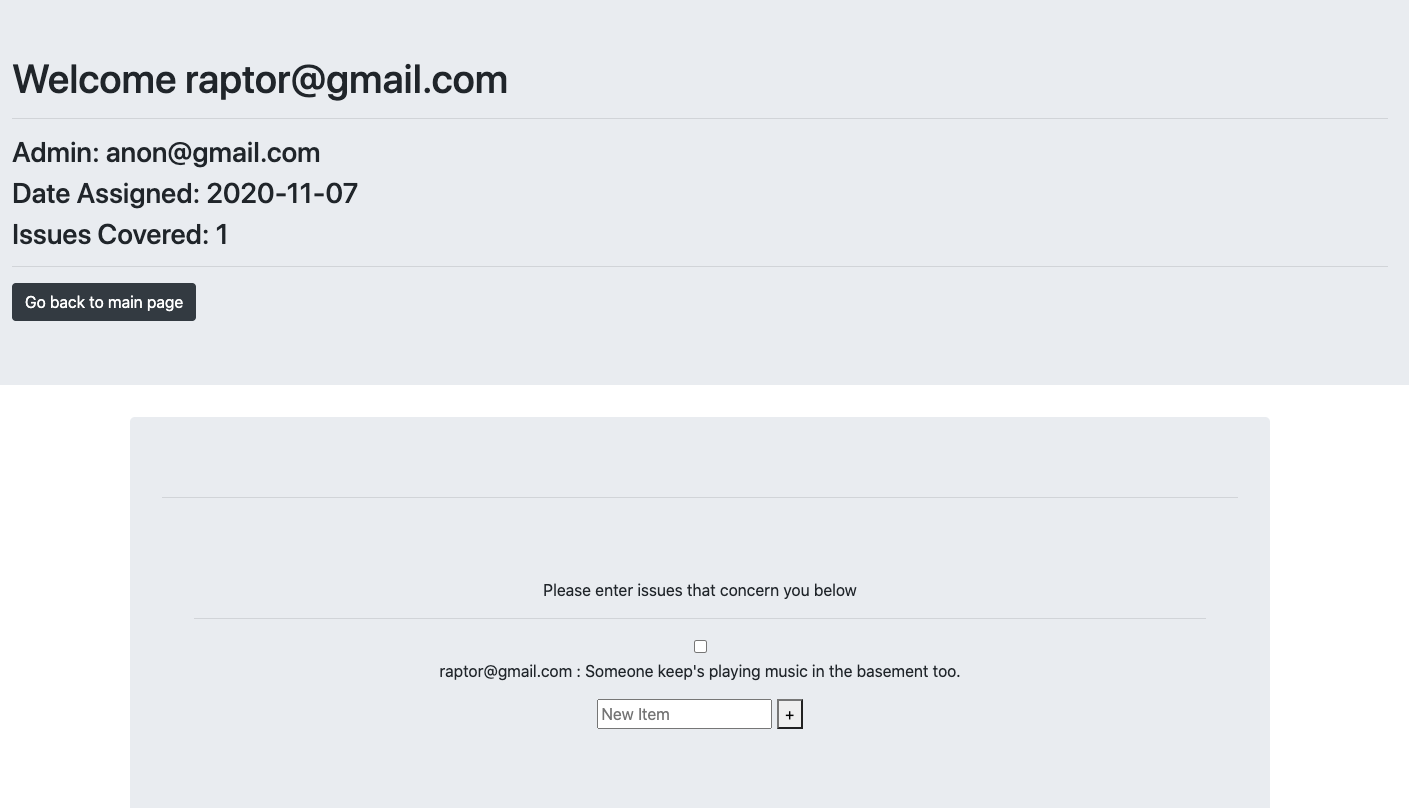 Welcome raptor@gmail.com
Admin: anon@gmail.com
Date Assigned: 2020-11-07
Issues Covered: 1
Go back to main page
Please enter issues that concern you below
raptor@gmail.com : Someone keep's playing music in the basement too.
New Item +